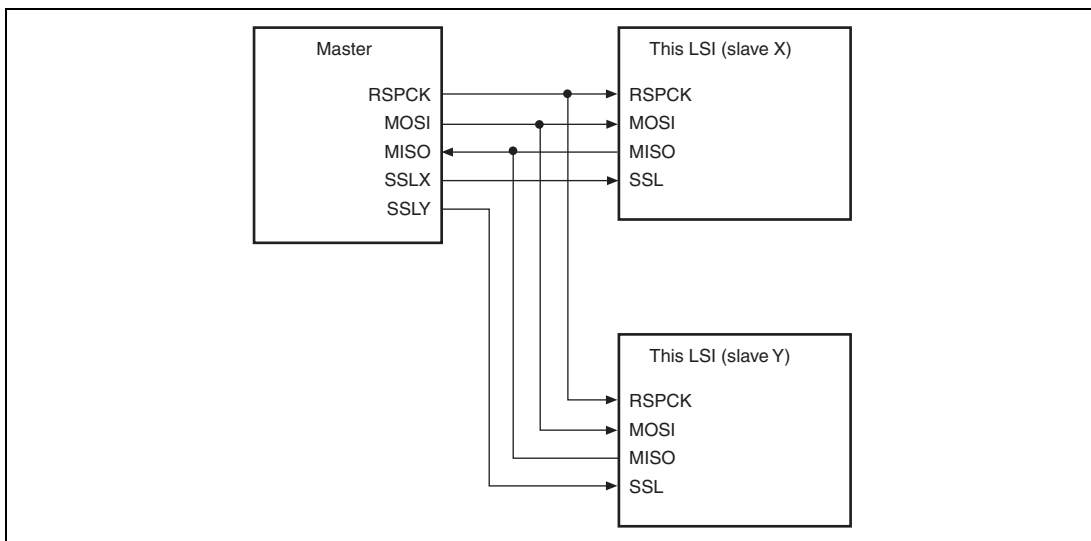 Master
RSPCK
MOSI
MISO
SSLX
SSLY
This LSI (slave X)
RSPCK
MOSI
MISO
SSL
This LSI (slave Y)
RSPCK
MOSI
MISO
SSL